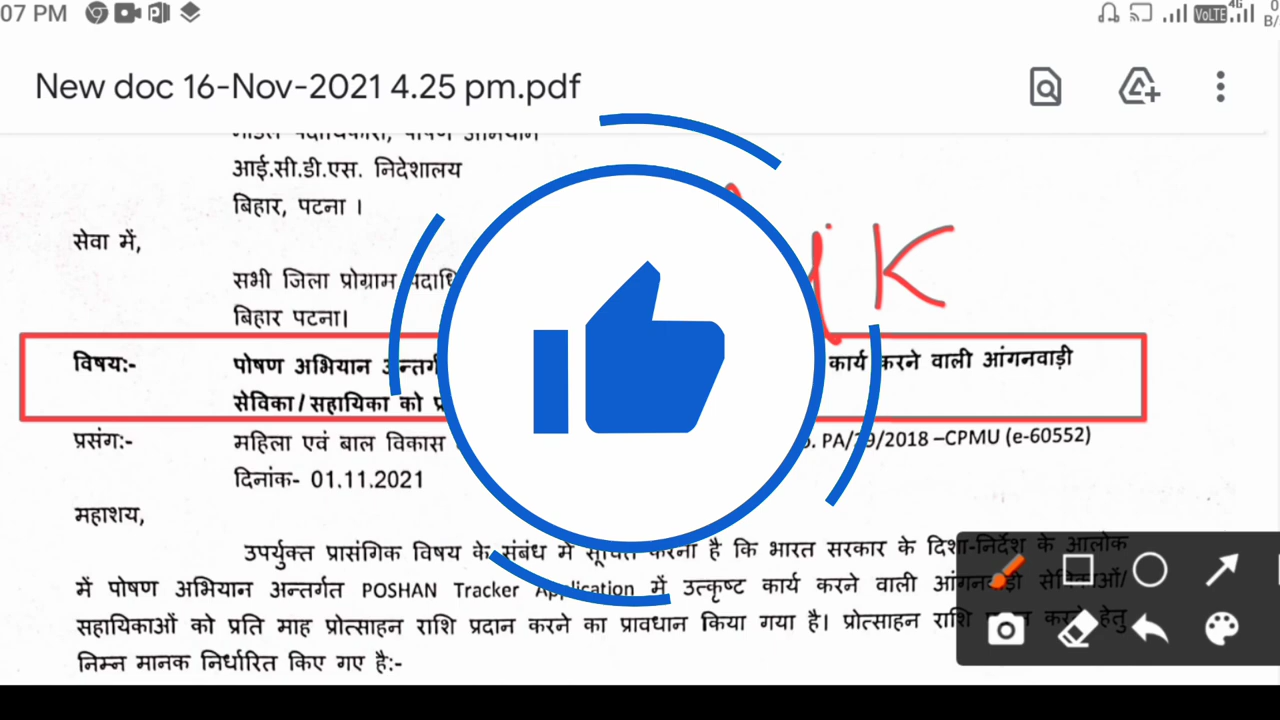 07 PM
New doc 16-Nov-2021 4.25 pm.pdf
आई.सी.डी.एस. निदेशालय
बिहार, पटना ।
सेवा में,
सभी जिला प्रोग्राम
बिहार पटना।
विषय:- पोषण अभियान कार्य करने वाली आंगनवाड़ी
सेविका/सहायिका को
प्रसंग:- महिला एवं बाल विकास PA/29/2018 –CPMU (e-60552)
दिनांक- 01.11.2021
महाशय,
उपर्युक्त प्रासंगिक विषय के संबंध में सूचित करना है कि भारत सरकार के दिशा-निर्देश के आलोक
में पोषण अभियान अन्तर्गत POSHAN Tracker Application में उत्कृष्ट कार्य करने वाली आंगनवाड़ी सेविकाओं/
सहायिकाओं को प्रति माह प्रोत्साहन राशि प्रदान करने का प्रावधान किया गया है। प्रोत्साहन राशि हेतु
निम्न मानक निर्धारित किए गए है:-